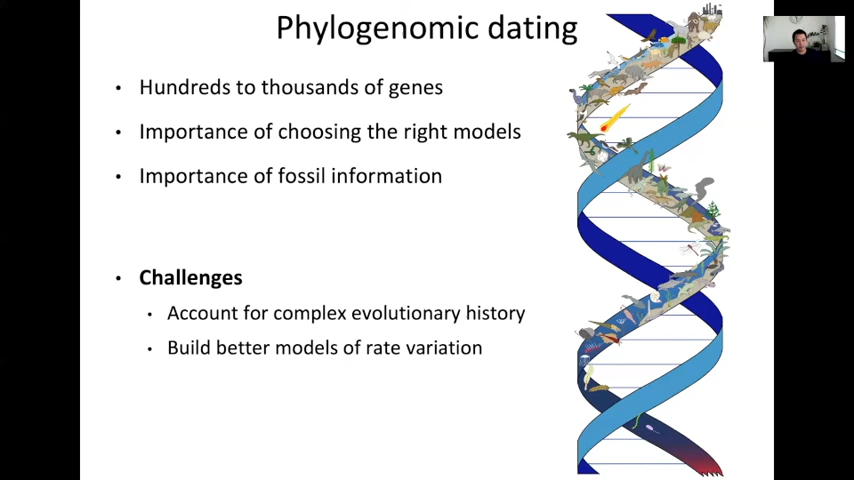 Phylogenomic dating
• Hundreds to thousands of genes
• Importance of choosing the right models
• Importance of fossil information
• Challenges
• Account for complex evolutionary history
• Build better models of rate variation